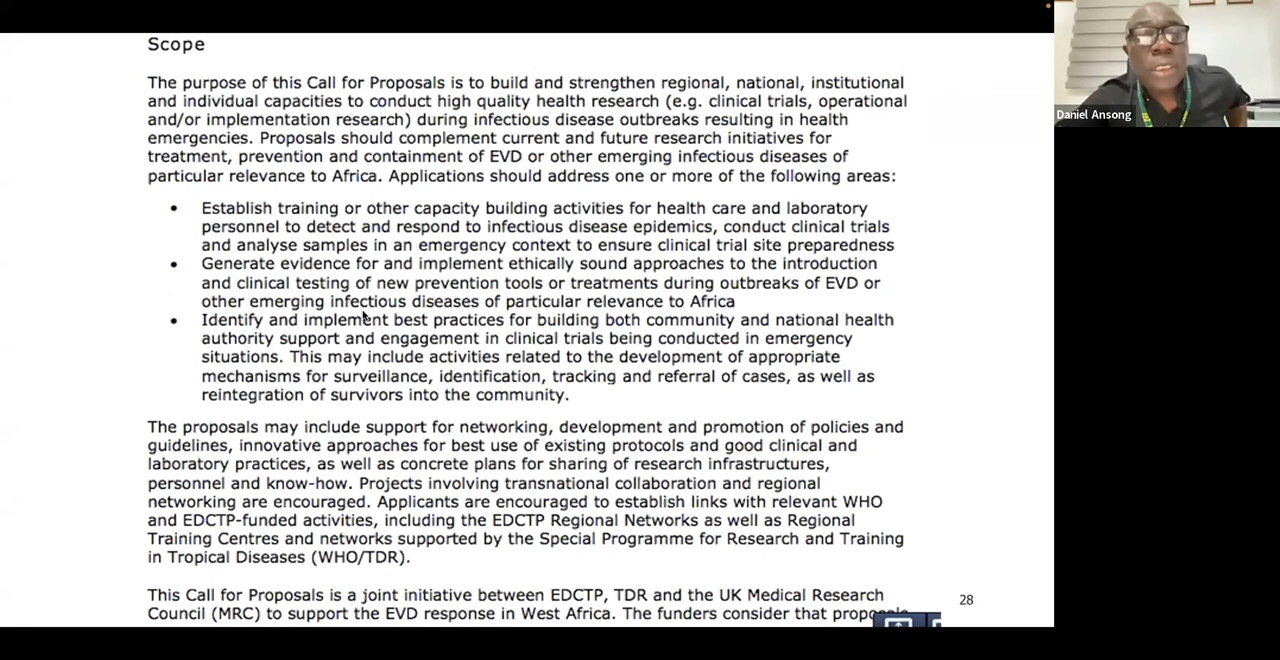 Scope
The purpose of this Call for Proposals is to build and strengthen regional, national, institutional
and individual capacities to conduct high quality health research (e.g. clinical trials, operational
and/or implementation research) during infectious disease outbreaks resulting in health
emergencies. Proposals should complement current and future research initiatives for
treatment, prevention and containment of EVD or other emerging infectious diseases of
particular relevance to Africa. Applications should address one or more of the following areas:
• Establish training or other capacity building activities for health care and laboratory
personnel to detect and respond to infectious disease epidemics, conduct clinical trials
and analyse samples in an emergency context to ensure clinical trial site preparedness
• Generate evidence for and implement ethically sound approaches to the introduction
and clinical testing of new prevention tools or treatments during outbreaks of EVD or
other emerging infectious diseases of particular relevance to Africa
• Identify and implement best practices for building both community and national health
authority support and engagement in clinical trials being conducted in emergency
situations. This may include activities related to the development of appropriate
mechanisms for surveillance, identification, tracking and referral of cases, as well as
reintegration of survivors into the community.
The proposals may include support for networking, development and promotion of policies and
guidelines, innovative approaches for best use of existing protocols and good clinical and
laboratory practices, as well as concrete plans for sharing of research infrastructures,
personnel and know-how. Projects involving transnational collaboration and regional
networking are encouraged. Applicants are encouraged to establish links with relevant WHO
and EDCTP-funded activities, including the EDCTP Regional Networks as well as Regional
Training Centres and networks supported by the Special Programme for Research and Training
in Tropical Diseases (WHO/TDR).
This Call for Proposals is a joint initiative between EDCTP, TDR and the UK Medical Research
Council (MRC) to support the EVD response in West Africa. The funders consider that
28
Daniel Ansong